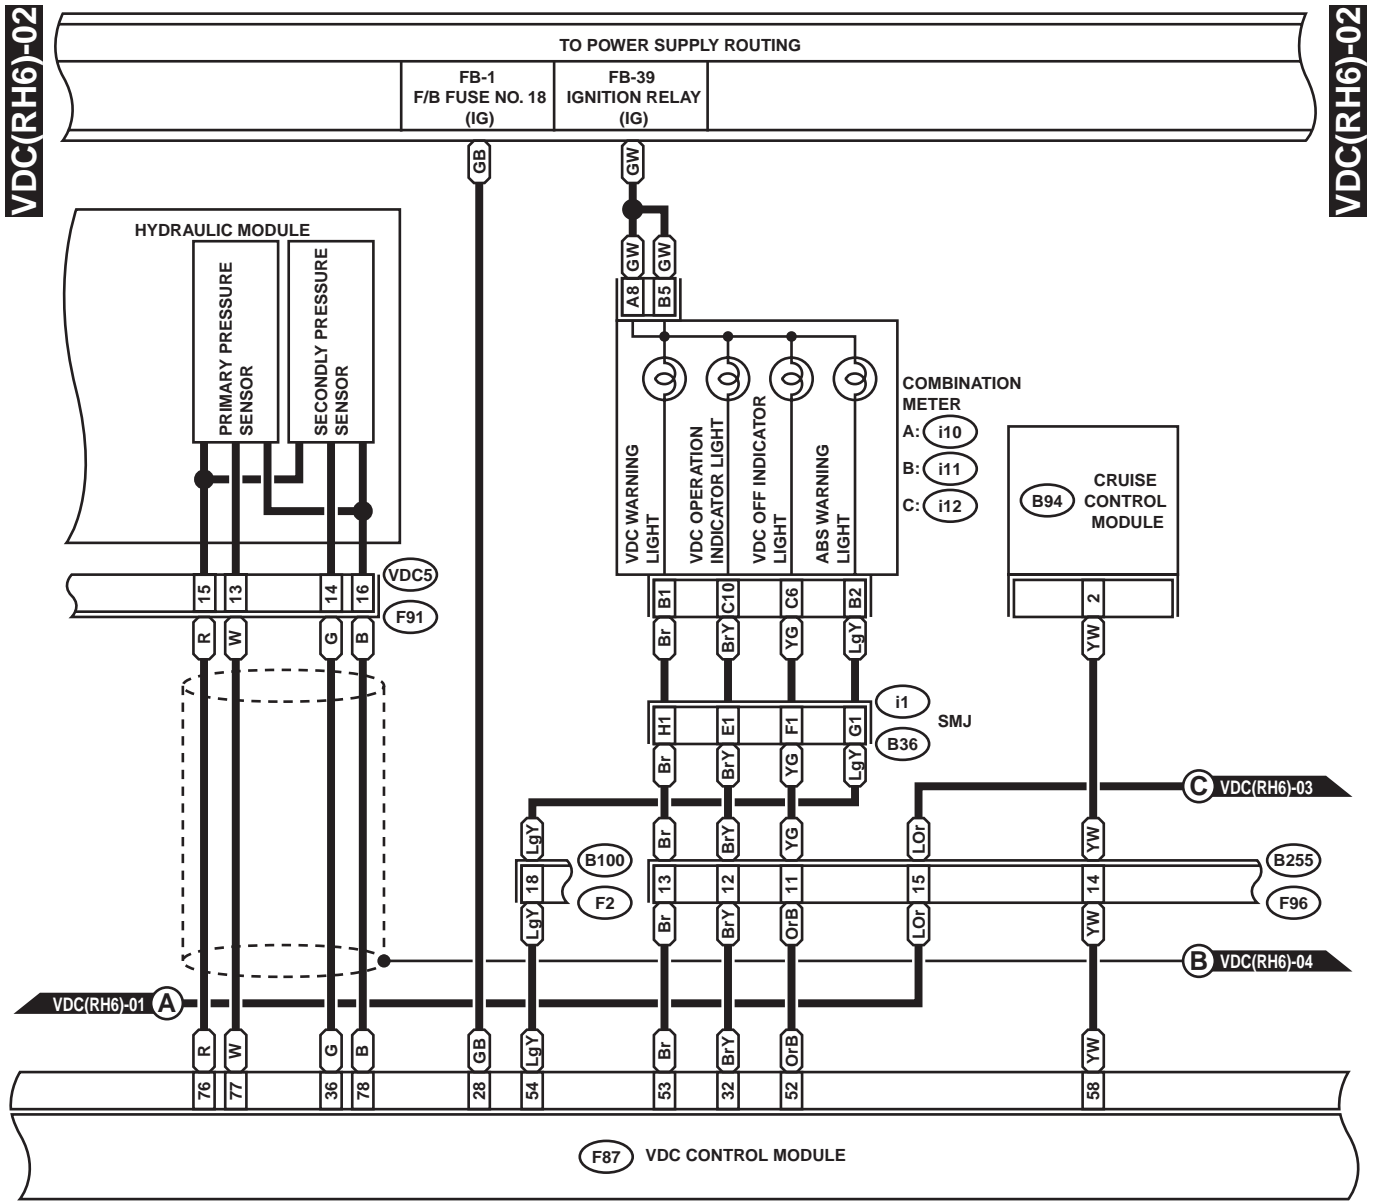 VDC(RH6)-02
VDC(RH6)-02
TO POWER SUPPLY ROUTING
FB-1
F/B FUSE NO. 18
(IG)
FB-39
IGNITION RELAY
(IG)
GB
GW
GW
GW
A8
B5
HYDRAULIC MODULE
PRIMARY PRESSURE
SENSOR
SECONDLY PRESSURE
SENSOR
VDC WARNING
LIGHT
VDC OPERATION
INDICATOR LIGHT
VDC OFF INDICATOR
LIGHT
ABS WARNING
LIGHT
COMBINATION
METER
A: i10
B: i11
C: i12
B94
CRUISE
CONTROL
MODULE
15
13
14
16
VDC5
F91
R
W
G
B
B1
C10
C6
B2
2
Br
BrY
YG
LgY
YW
H1
E1
F1
G1
i1
B36
SMJ
Br
BrY
YG
LgY
C VDC(RH6)-03
LgY
Br
BrY
YG
LOr
YW
18
B100
F2
13
12
11
15
14
B255
F96
LgY
Br
BrY
OrB
LOr
YW
B VDC(RH6)-04
VDC(RH6)-01 A
R
W
G
B
GB
LgY
Br
BrY
OrB
YW
76
77
36
78
28
54
53
32
52
58
F87 VDC CONTROL MODULE